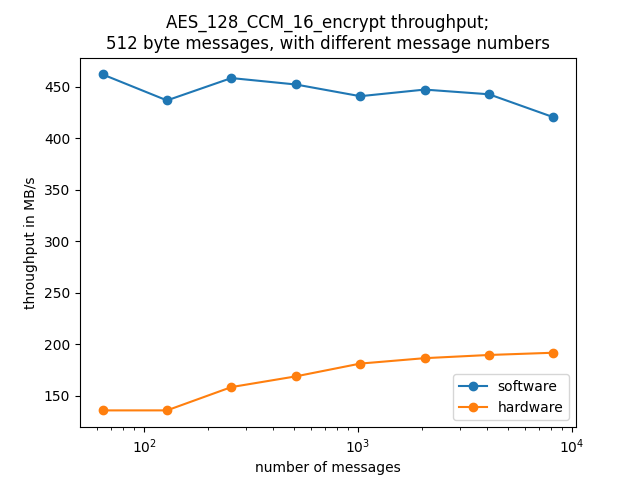 AES_128_CCM_16_encrypt throughput;
512 byte messages, with different message numbers
throughput in MB/s
450
400
350
300
250
200
150
software
hardware
10²
10³
10⁴
number of messages